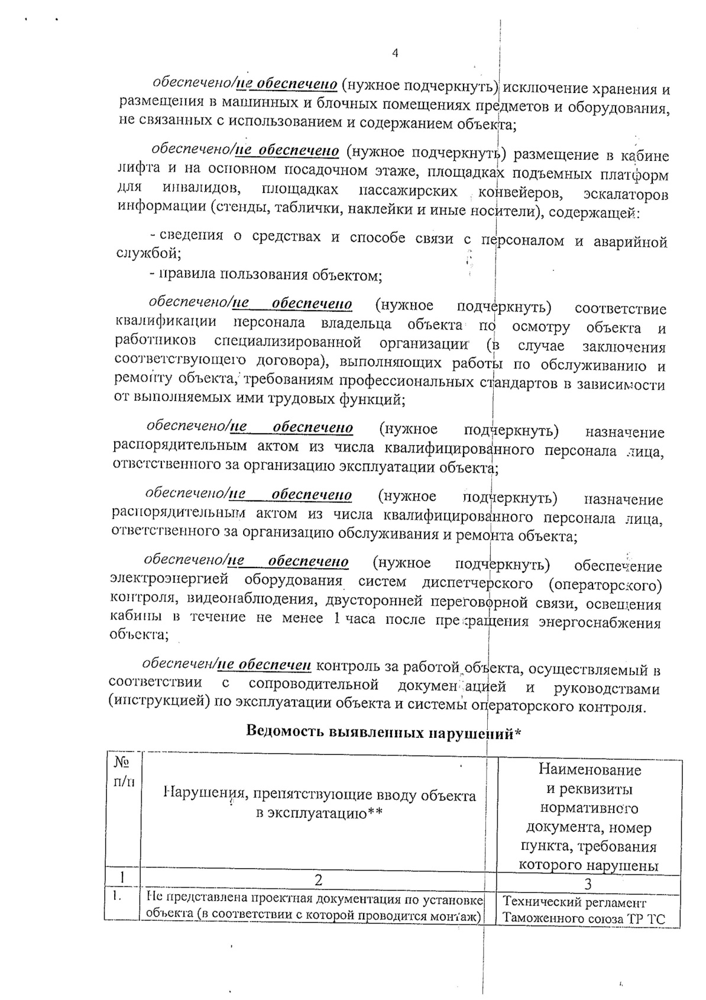 4
обеспечено/не обеспечено (нужное подчеркнуть) исключение хранения и
размещения в машинных и блочных помещениях предметов и оборудования,
не связанных с использованием и содержанием объекта;
обеспечено/не обеспечено (нужное подчеркнуть) размещение в кабине
лифта и на основном посадочном этаже, площадках подъемных платформ
для инвалидов, площадках пассажирских конвейеров, эскалаторов
информации (стенды, таблички, наклейки и иные носители), содержащей:
- сведения о средствах и способе связи с персоналом и аварийной
службой;
- правила пользования объектом;
обеспечено/не обеспечено (нужное подчеркнуть) соответствие
квалификации персонала владельца объекта по осмотру объекта и
работников специализированной организации (в случае заключения
соответствующего договора), выполняющих работы по обслуживанию и
ремонту объекта, требованиям профессиональных стандартов в зависимости
от выполняемых ими трудовых функций;
обеспечено/не обеспечено (нужное подчеркнуть) назначение
распорядительным актом из числа квалифицированного персонала лица,
ответственного за организацию эксплуатации объекта;
обеспечено/не обеспечено (нужное подчеркнуть) назначение
распорядительным актом из числа квалифицированного персонала лица,
ответственного за организацию обслуживания и ремонта объекта;
обеспечено/не обеспечено (нужное подчеркнуть) обеспечение
электроэнергией оборудования систем диспетчерского (операторского)
контроля, видеонаблюдения, двусторонней переговорной связи, освещения
кабины в течение не менее 1 часа после прекращения энергоснабжения
объекта;
обеспечен/не обеспечен контроль за работой объекта, осуществляемый в
соответствии с сопроводительной документацией и руководствами
(инструкцией) по эксплуатации объекта и системы операторского контроля.
Ведомость выявленных нарушений*
№
п/п
Нарушения, препятствующие вводу объекта
в эксплуатацию**
Наименование
и реквизиты
нормативного
документа, номер
пункта, требования
которого нарушены
1 2 3
1. Не представлена проектная документация по установке
объекта (в соответствии с которой проводится монтаж)
Технический регламент
Таможенного союза ТР ТС